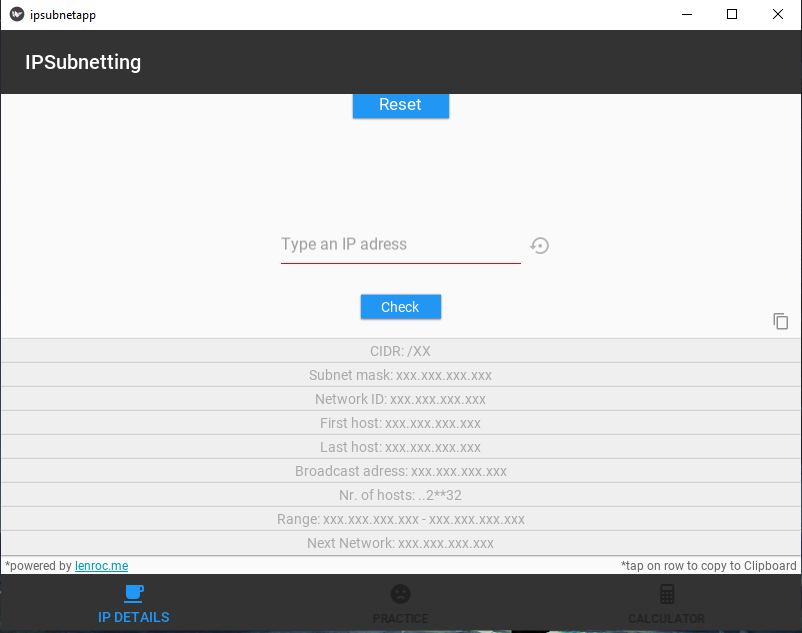 ipsubnetapp
IPSubnetting
Reset
Type an IP adress
Check
CIDR: /XX
Subnet mask: xxx.xxx.xxx.xxx
Network ID: xxx.xxx.xxx.xxx
First host: xxx.xxx.xxx.xxx
Last host: xxx.xxx.xxx.xxx
Broadcast adress: xxx.xxx.xxx.xxx
Nr. of hosts: ..2**32
Range: xxx.xxx.xxx.xxx - xxx.xxx.xxx.xxx
Next Network: xxx.xxx.xxx.xxx
*powered by lenroc.me *tap on row to copy to Clipboard
IP DETAILS PRACTICE CALCULATOR